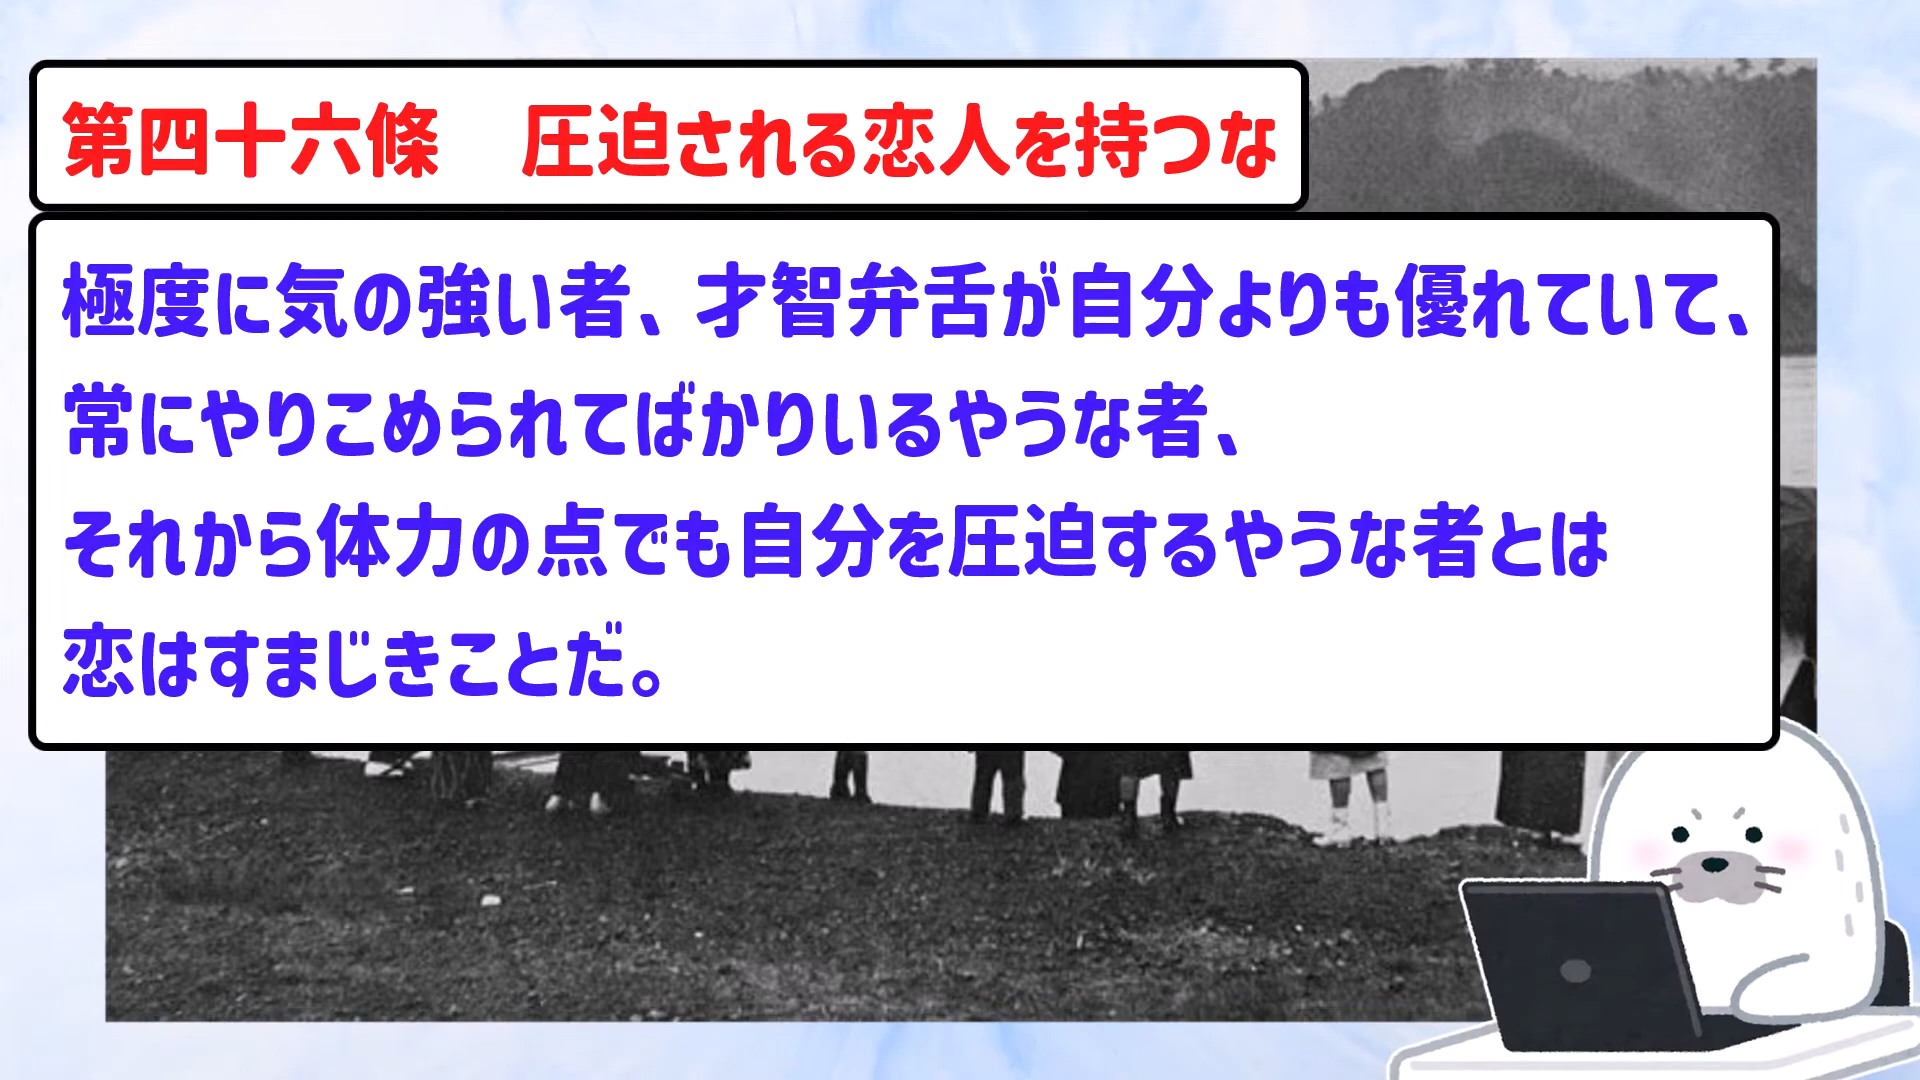 第四十六條　圧迫される恋人を持つな
極度に気の強い者、才智弁舌が自分よりも優れていて、
常にやりこめられてばかりいるやうな者、
それから体力の点でも自分を圧迫するやうな者とは
恋はすまじきことだ。